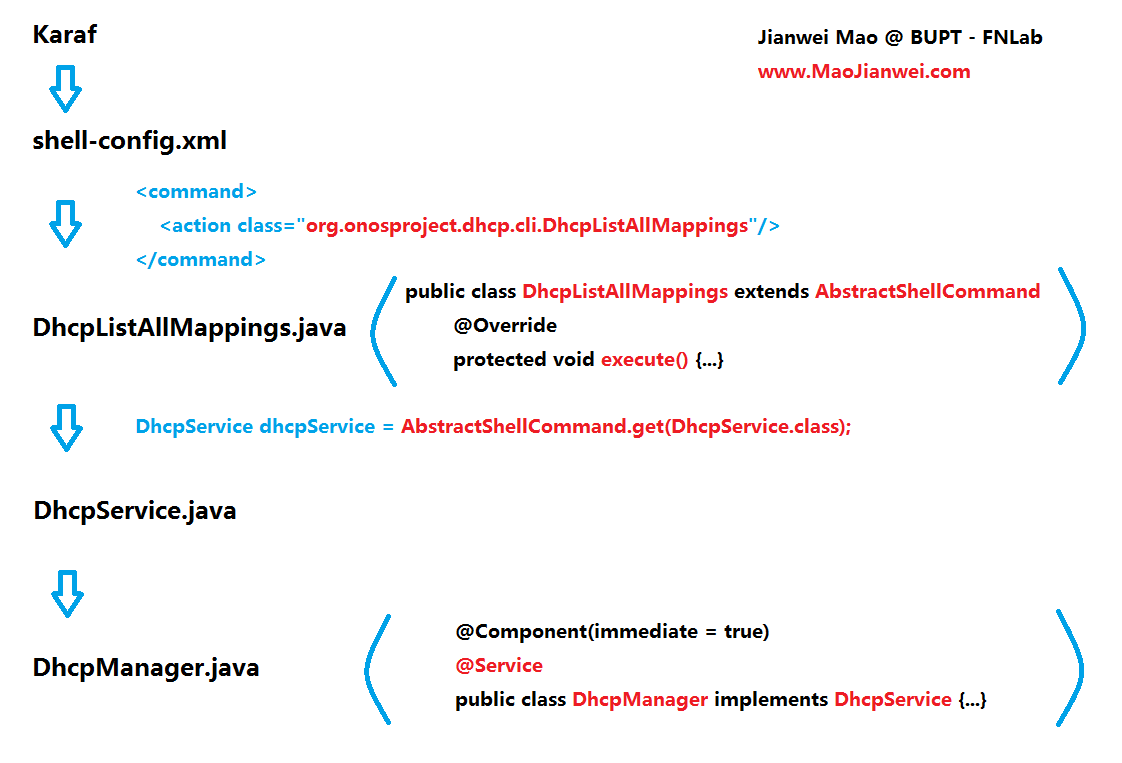 Karaf
Jianwei Mao @ BUPT - FNLab
www.MaoJianwei.com
shell-config.xml
<command>
<action class="org.onosproject.dhcp.cli.DhcpListAllMappings"/>
</command>
public class DhcpListAllMappings extends AbstractShellCommand
DhcpListAllMappings.java
@Override
protected void execute() {...}
DhcpService dhcpService = AbstractShellCommand.get(DhcpService.class);
DhcpService.java
@Component(immediate = true)
DhcpManager.java
@Service
public class DhcpManager implements DhcpService {...}